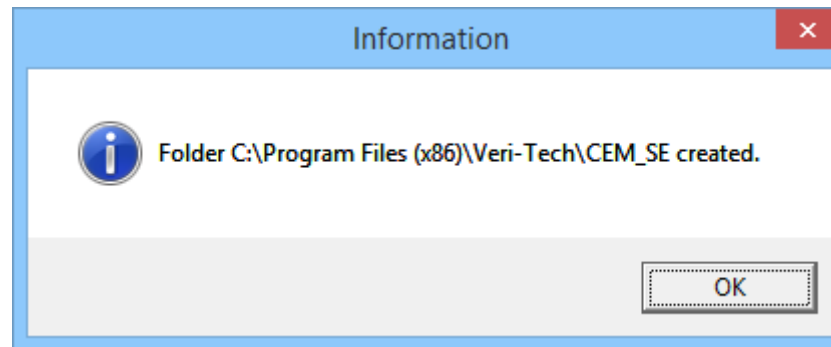 Information
Folder C:\Program Files (x86)\Veri-Tech\CEM_SE created.
OK